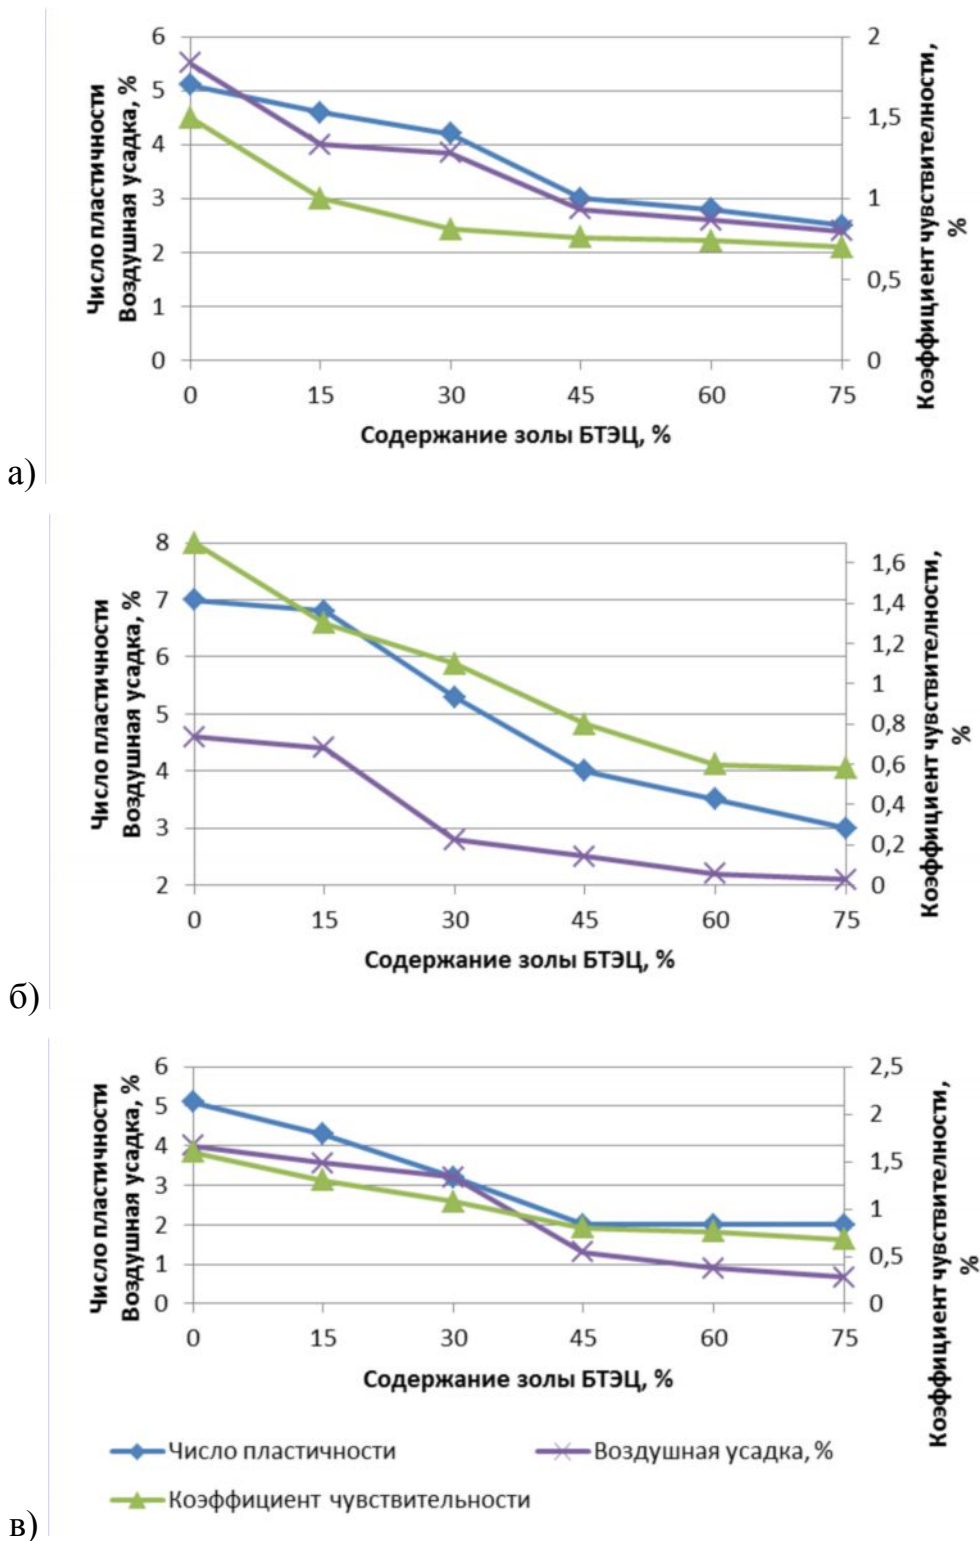 Число пластичности
Воздушная усадка, %
6
5
4
3
2
1
0
2
1,5
1
0,5
0
Коэффициент чувствителности,
%
0 15 30 45 60 75
Содержание золы БТЭЦ, %
а)
Число пластичности
Воздушная усадка, %
8
7
6
5
4
3
2
1,6
1,4
1,2
1
0,8
0,6
0,4
0,2
0
Коэффициент чувствителности,
%
0 15 30 45 60 75
Содержание золы БТЭЦ, %
б)
Число пластичности
Воздушная усадка, %
6
5
4
3
2
1
0
2,5
2
1,5
1
0,5
0
Коэффициент чувствителности,
%
0 15 30 45 60 75
Содержание золы БТЭЦ, %
Число пластичности
Воздушная усадка, %
Коэффициент чувствительности
в)